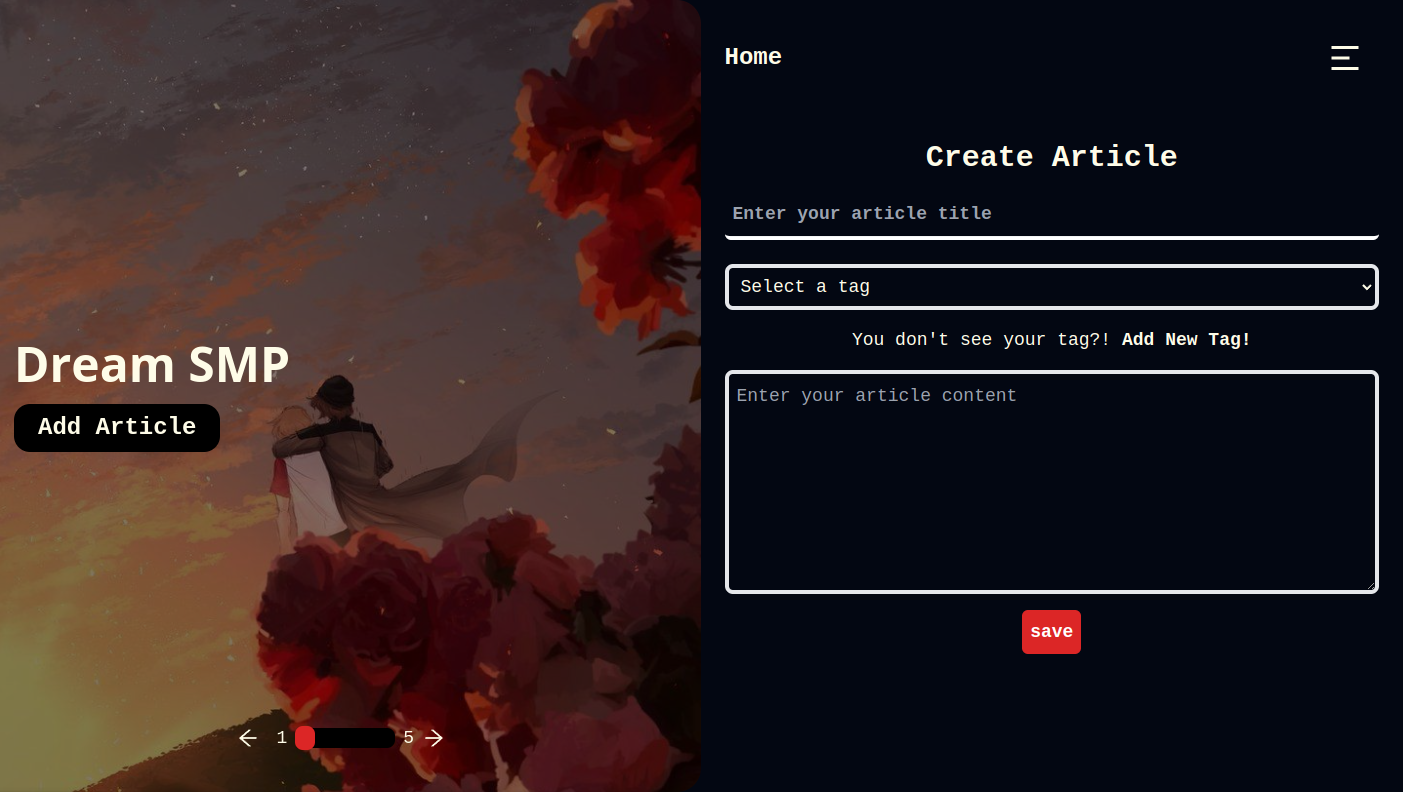 Dream SMP
Add Article
1 5
Home
Create Article
Enter your article title
Select a tag
You don't see your tag?! Add New Tag!
Enter your article content
save